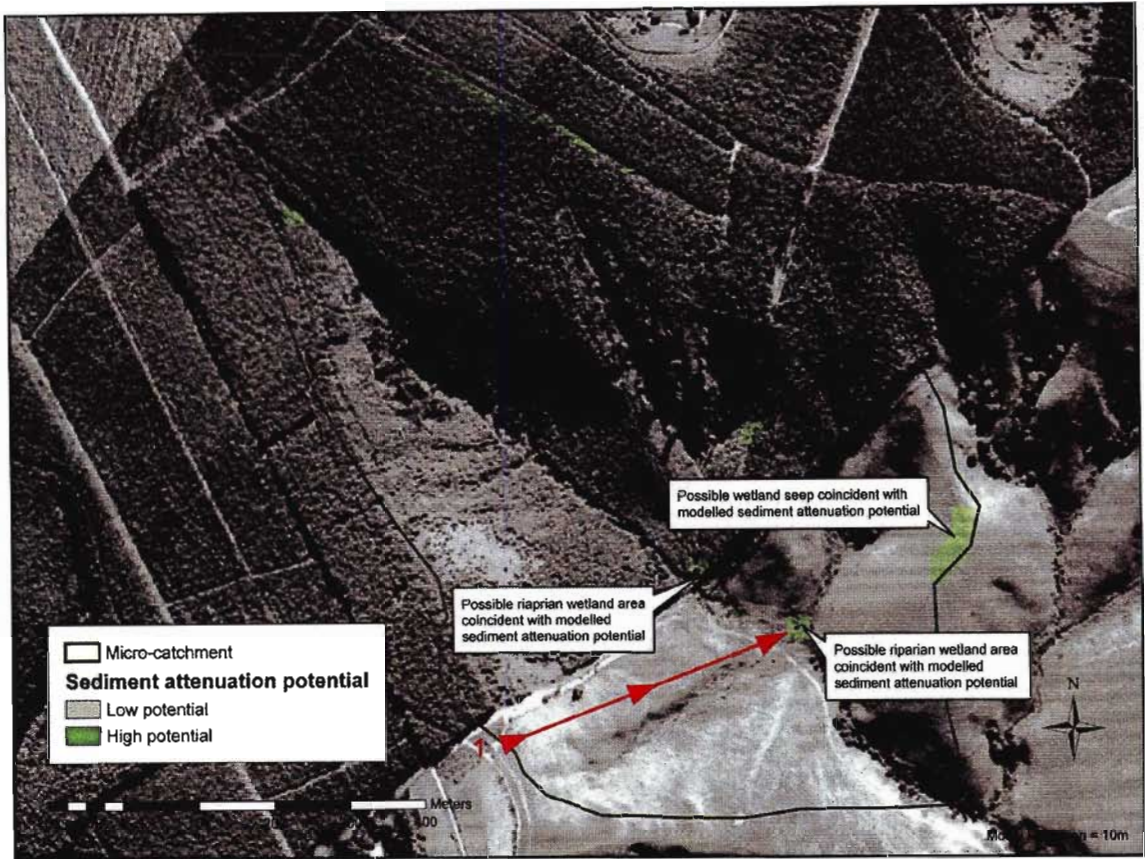 Possible wetland seep coincident with
modelled sediment attenuation potential
Possible riaprian wetland area
coincident with modelled
sediment attenuation potential
Possible riparian wetland area
coincident with modelled
sediment attenuation potential
N
1
Micro-catchment
Sediment attenuation potential
Low potential
High potential
Meters
= 10m